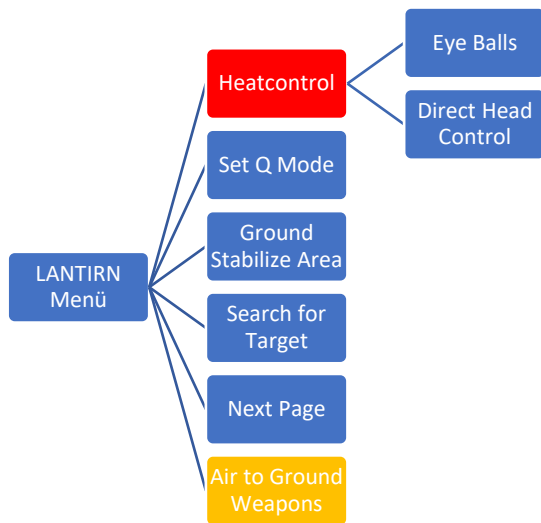 Eye Balls
Heatcontrol
Direct Head
Control
Set Q Mode
Ground
Stabilize Area
LANTIRN
Menü
Search for
Target
Next Page
Air to Ground
Weapons